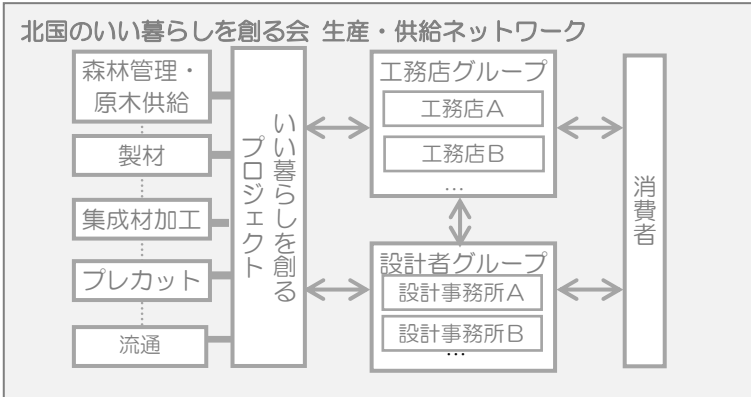 北国のいい暮らしを創る会 生産・供給ネットワーク
森林管理・
原木供給
製材
集成材加工
プレカット
流通
いい暮らしを創る
プロジェクト
工務店グループ
工務店A
工務店B
…
設計者グループ
設計事務所A
設計事務所B
…
消費者